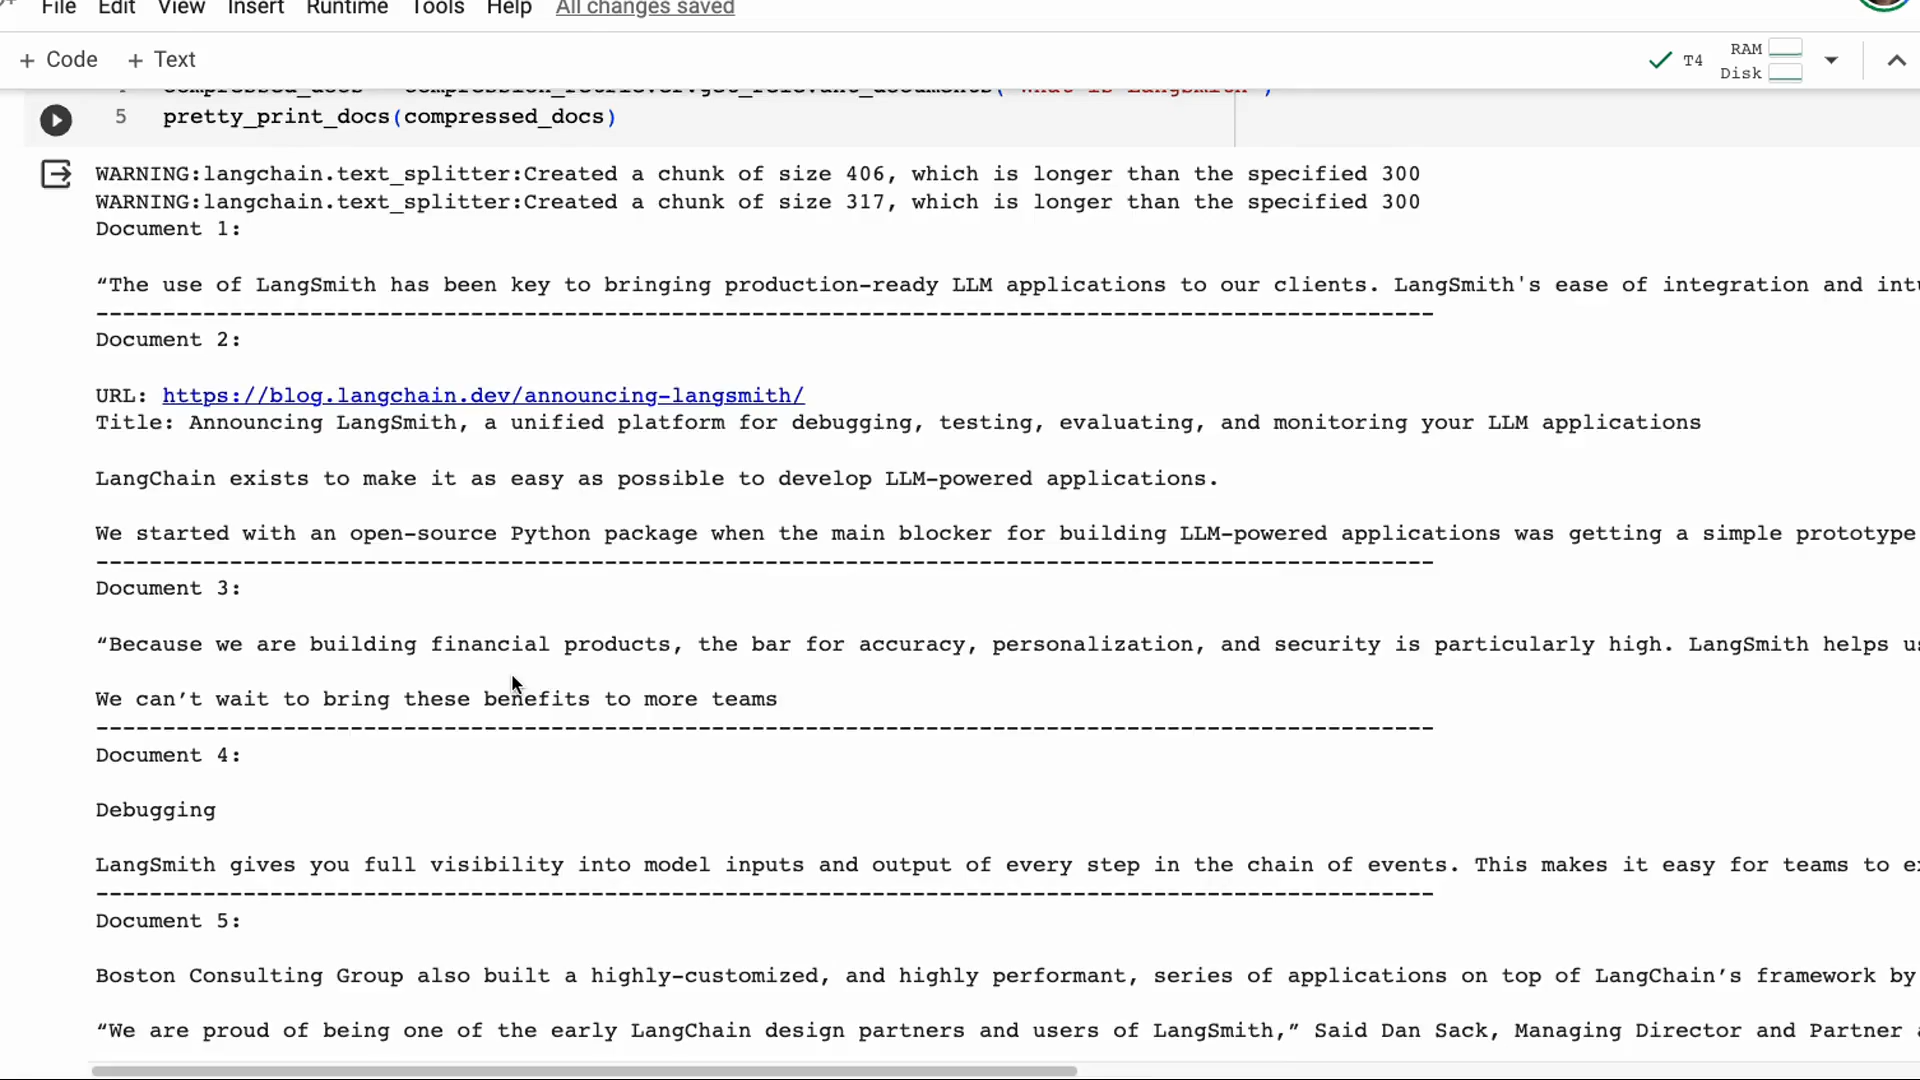 File Edit View Insert Runtime Tools Help All changes saved
+ Code + Text
T4 RAM
Disk
compressed_docs = compression_retriever.get_relevant_documents("What is LangSmith")
5 pretty_print_docs(compressed_docs)
WARNING:langchain.text_splitter:Created a chunk of size 406, which is longer than the specified 300
WARNING:langchain.text_splitter:Created a chunk of size 317, which is longer than the specified 300
Document 1:
“The use of LangSmith has been key to bringing production-ready LLM applications to our clients. LangSmith's ease of integration and
----------------------------------------------------------------------------------------------------
Document 2:
URL: https://blog.langchain.dev/announcing-langsmith/
Title: Announcing LangSmith, a unified platform for debugging, testing, evaluating, and monitoring your LLM applications
LangChain exists to make it as easy as possible to develop LLM-powered applications.
We started with an open-source Python package when the main blocker for building LLM-powered applications was getting a simple prototype
----------------------------------------------------------------------------------------------------
Document 3:
“Because we are building financial products, the bar for accuracy, personalization, and security is particularly high. LangSmith helps
We can’t wait to bring these benefits to more teams
----------------------------------------------------------------------------------------------------
Document 4:
Debugging
LangSmith gives you full visibility into model inputs and output of every step in the chain of events. This makes it easy for teams to
----------------------------------------------------------------------------------------------------
Document 5:
Boston Consulting Group also built a highly-customized, and highly performant, series of applications on top of LangChain’s framework by
“We are proud of being one of the early LangChain design partners and users of LangSmith,” Said Dan Sack, Managing Director and Partner